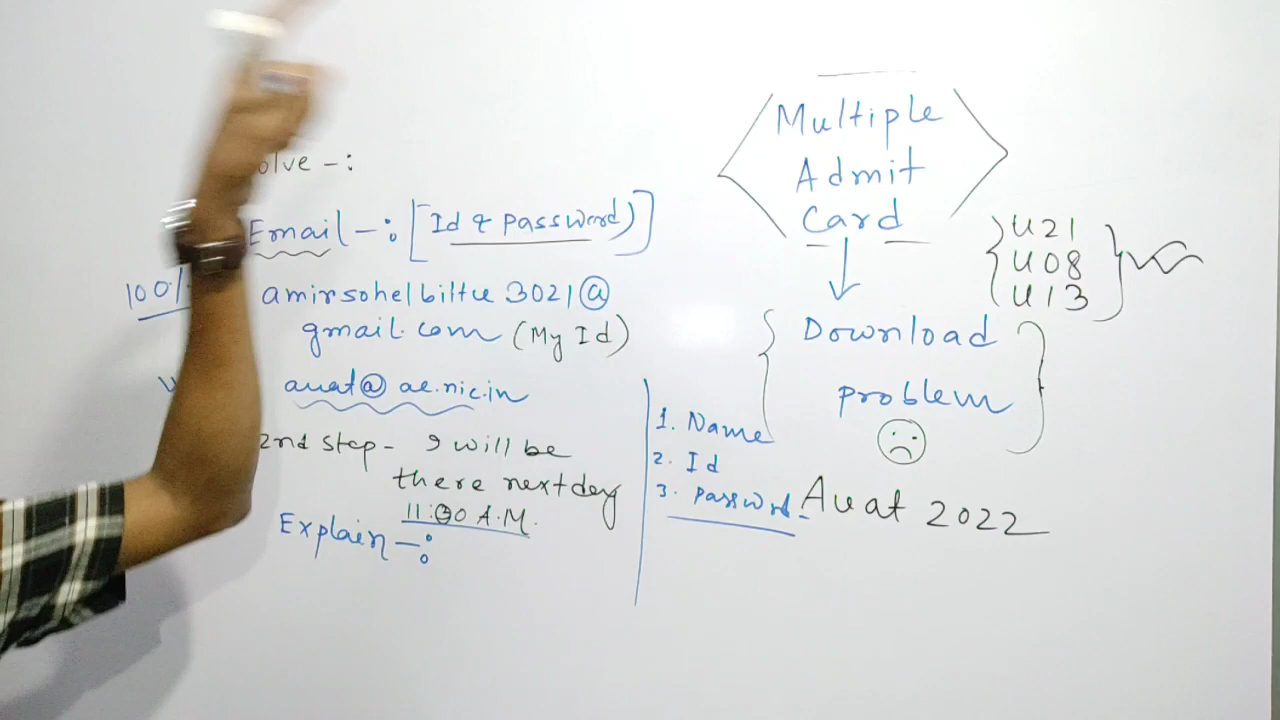 olve -:
Email -: [Id & password)]
100%
amirsohelbiltu 3021@
gmail.com (My Id)
auat@ ae.nic.in
2nd step - I will be
there next day
11:00 A.M.
Explain -:
Multiple
Admit
Card
U21
U08
U13
Download
problem
1. Name
2. Id
3. password -
Auat 2022